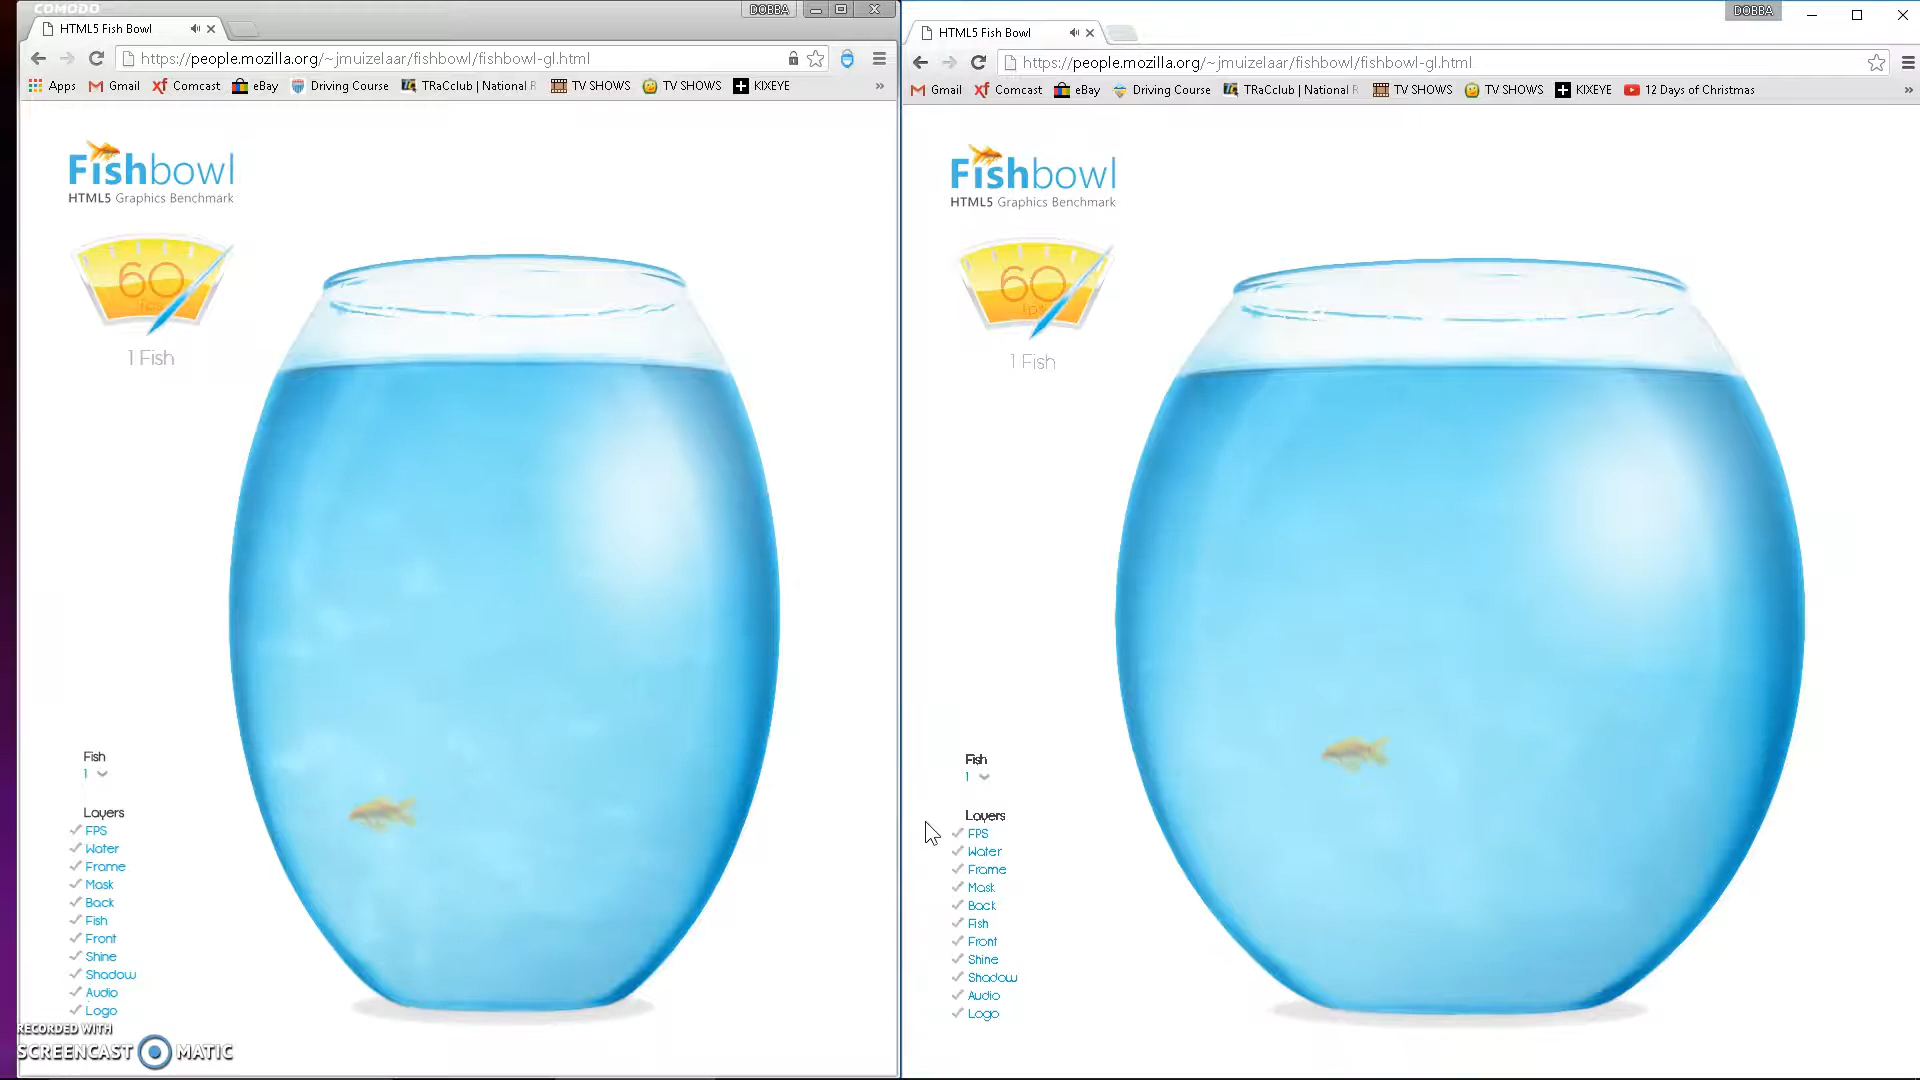 COMODO
DOBBA
HTML5 Fish Bowl
https://people.mozilla.org/~jmuizelaar/fishbowl/fishbowl-gl.html
Apps Gmail Comcast eBay Driving Course TRaCclub | National R TV SHOWS TV SHOWS KIXEYE »
Fishbowl
HTML5 Graphics Benchmark
60
fps
1 Fish
Fish
1
Layers
FPS
Water
Frame
Mask
Back
Fish
Front
Shine
Shadow
Audio
Logo
RECORDED WITH
SCREENCAST MATIC
DOBBA
HTML5 Fish Bowl
https://people.mozilla.org/~jmuizelaar/fishbowl/fishbowl-gl.html
Gmail Comcast eBay Driving Course TRaCclub | National R TV SHOWS TV SHOWS KIXEYE 12 Days of Christmas »
Fishbowl
HTML5 Graphics Benchmark
60
fps
1 Fish
Fish
1
Layers
FPS
Water
Frame
Mask
Back
Fish
Front
Shine
Shadow
Audio
Logo